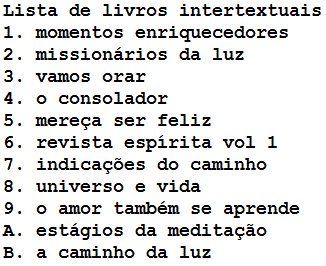 Lista de livros intertextuais
1. momentos enriquecedores
2. missionários da luz
3. vamos orar
4. o consolador
5. mereça ser feliz
6. revista espírita vol 1
7. indicações do caminho
8. universo e vida
9. o amor também se aprende
A. estágios da meditação
B. a caminho da luz